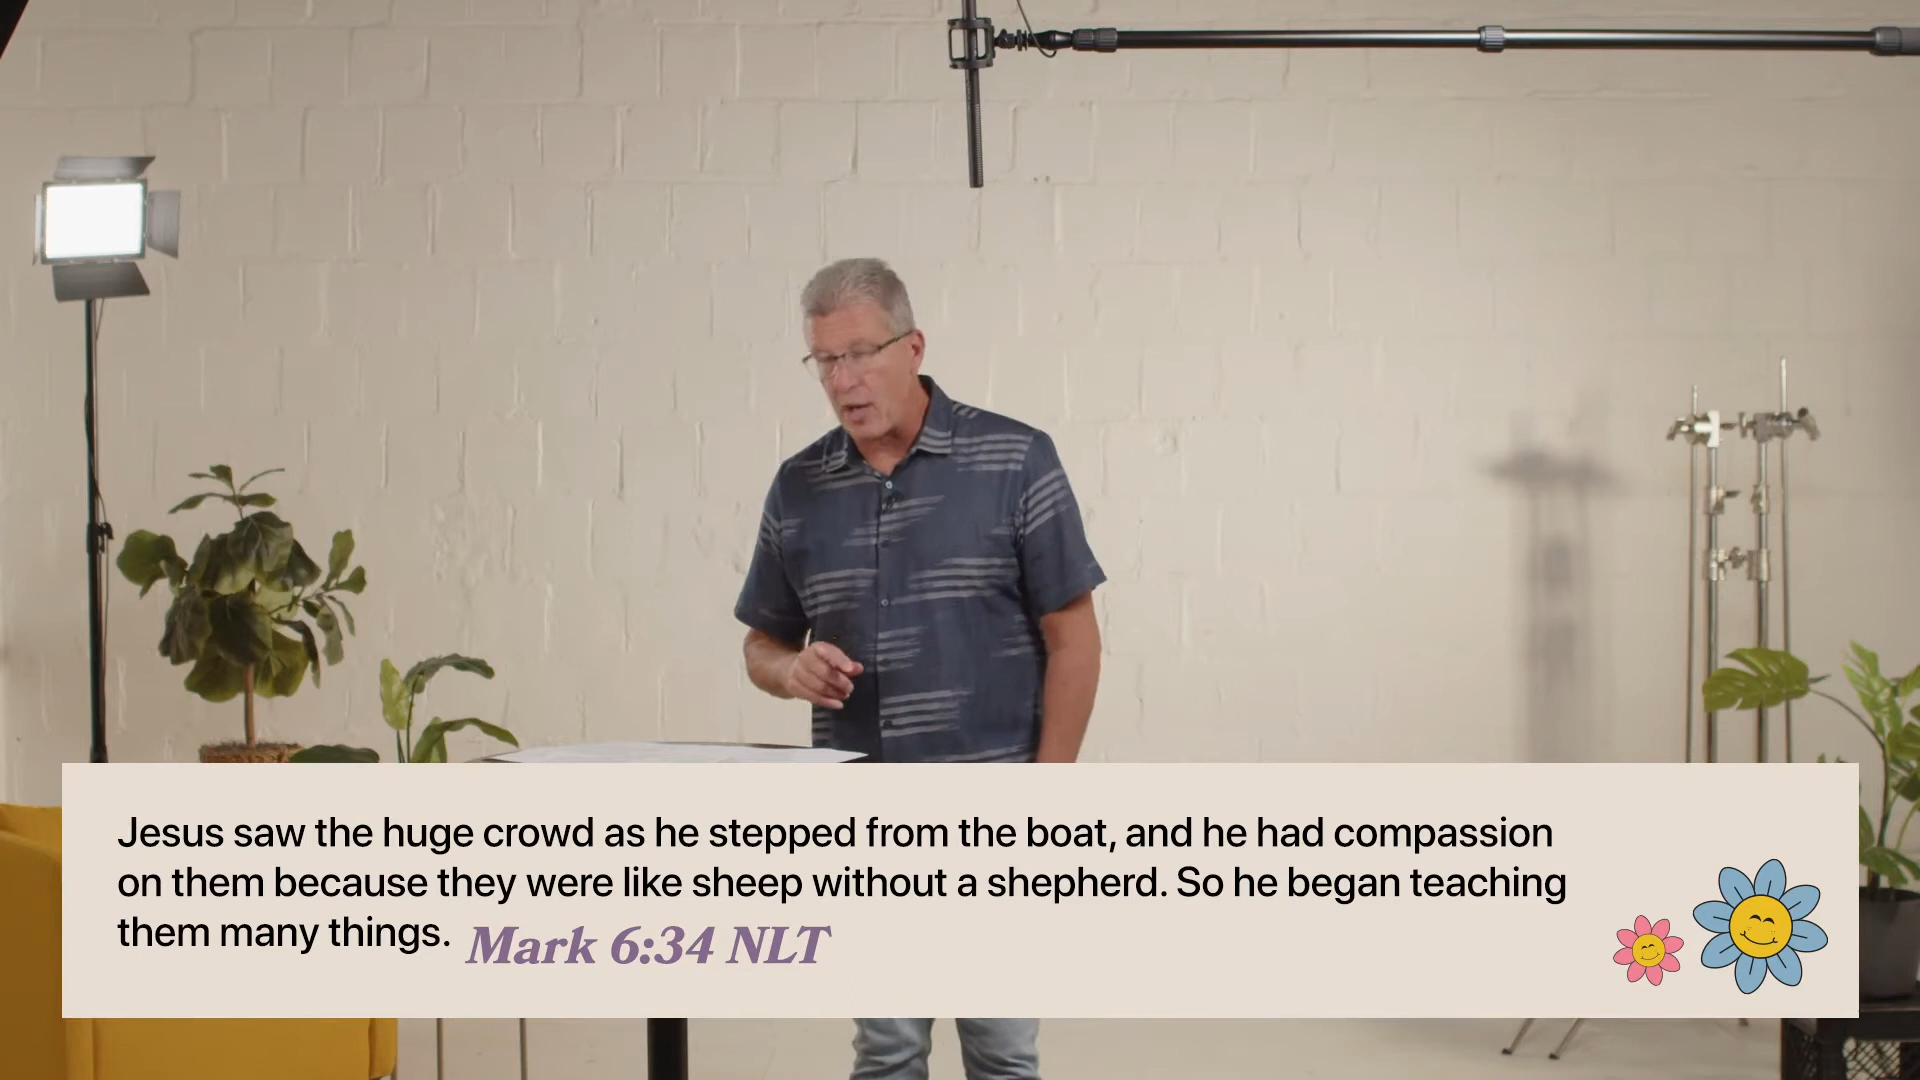 Jesus saw the huge crowd as he stepped from the boat, and he had compassion
on them because they were like sheep without a shepherd. So he began teaching
them many things. Mark 6:34 NLT